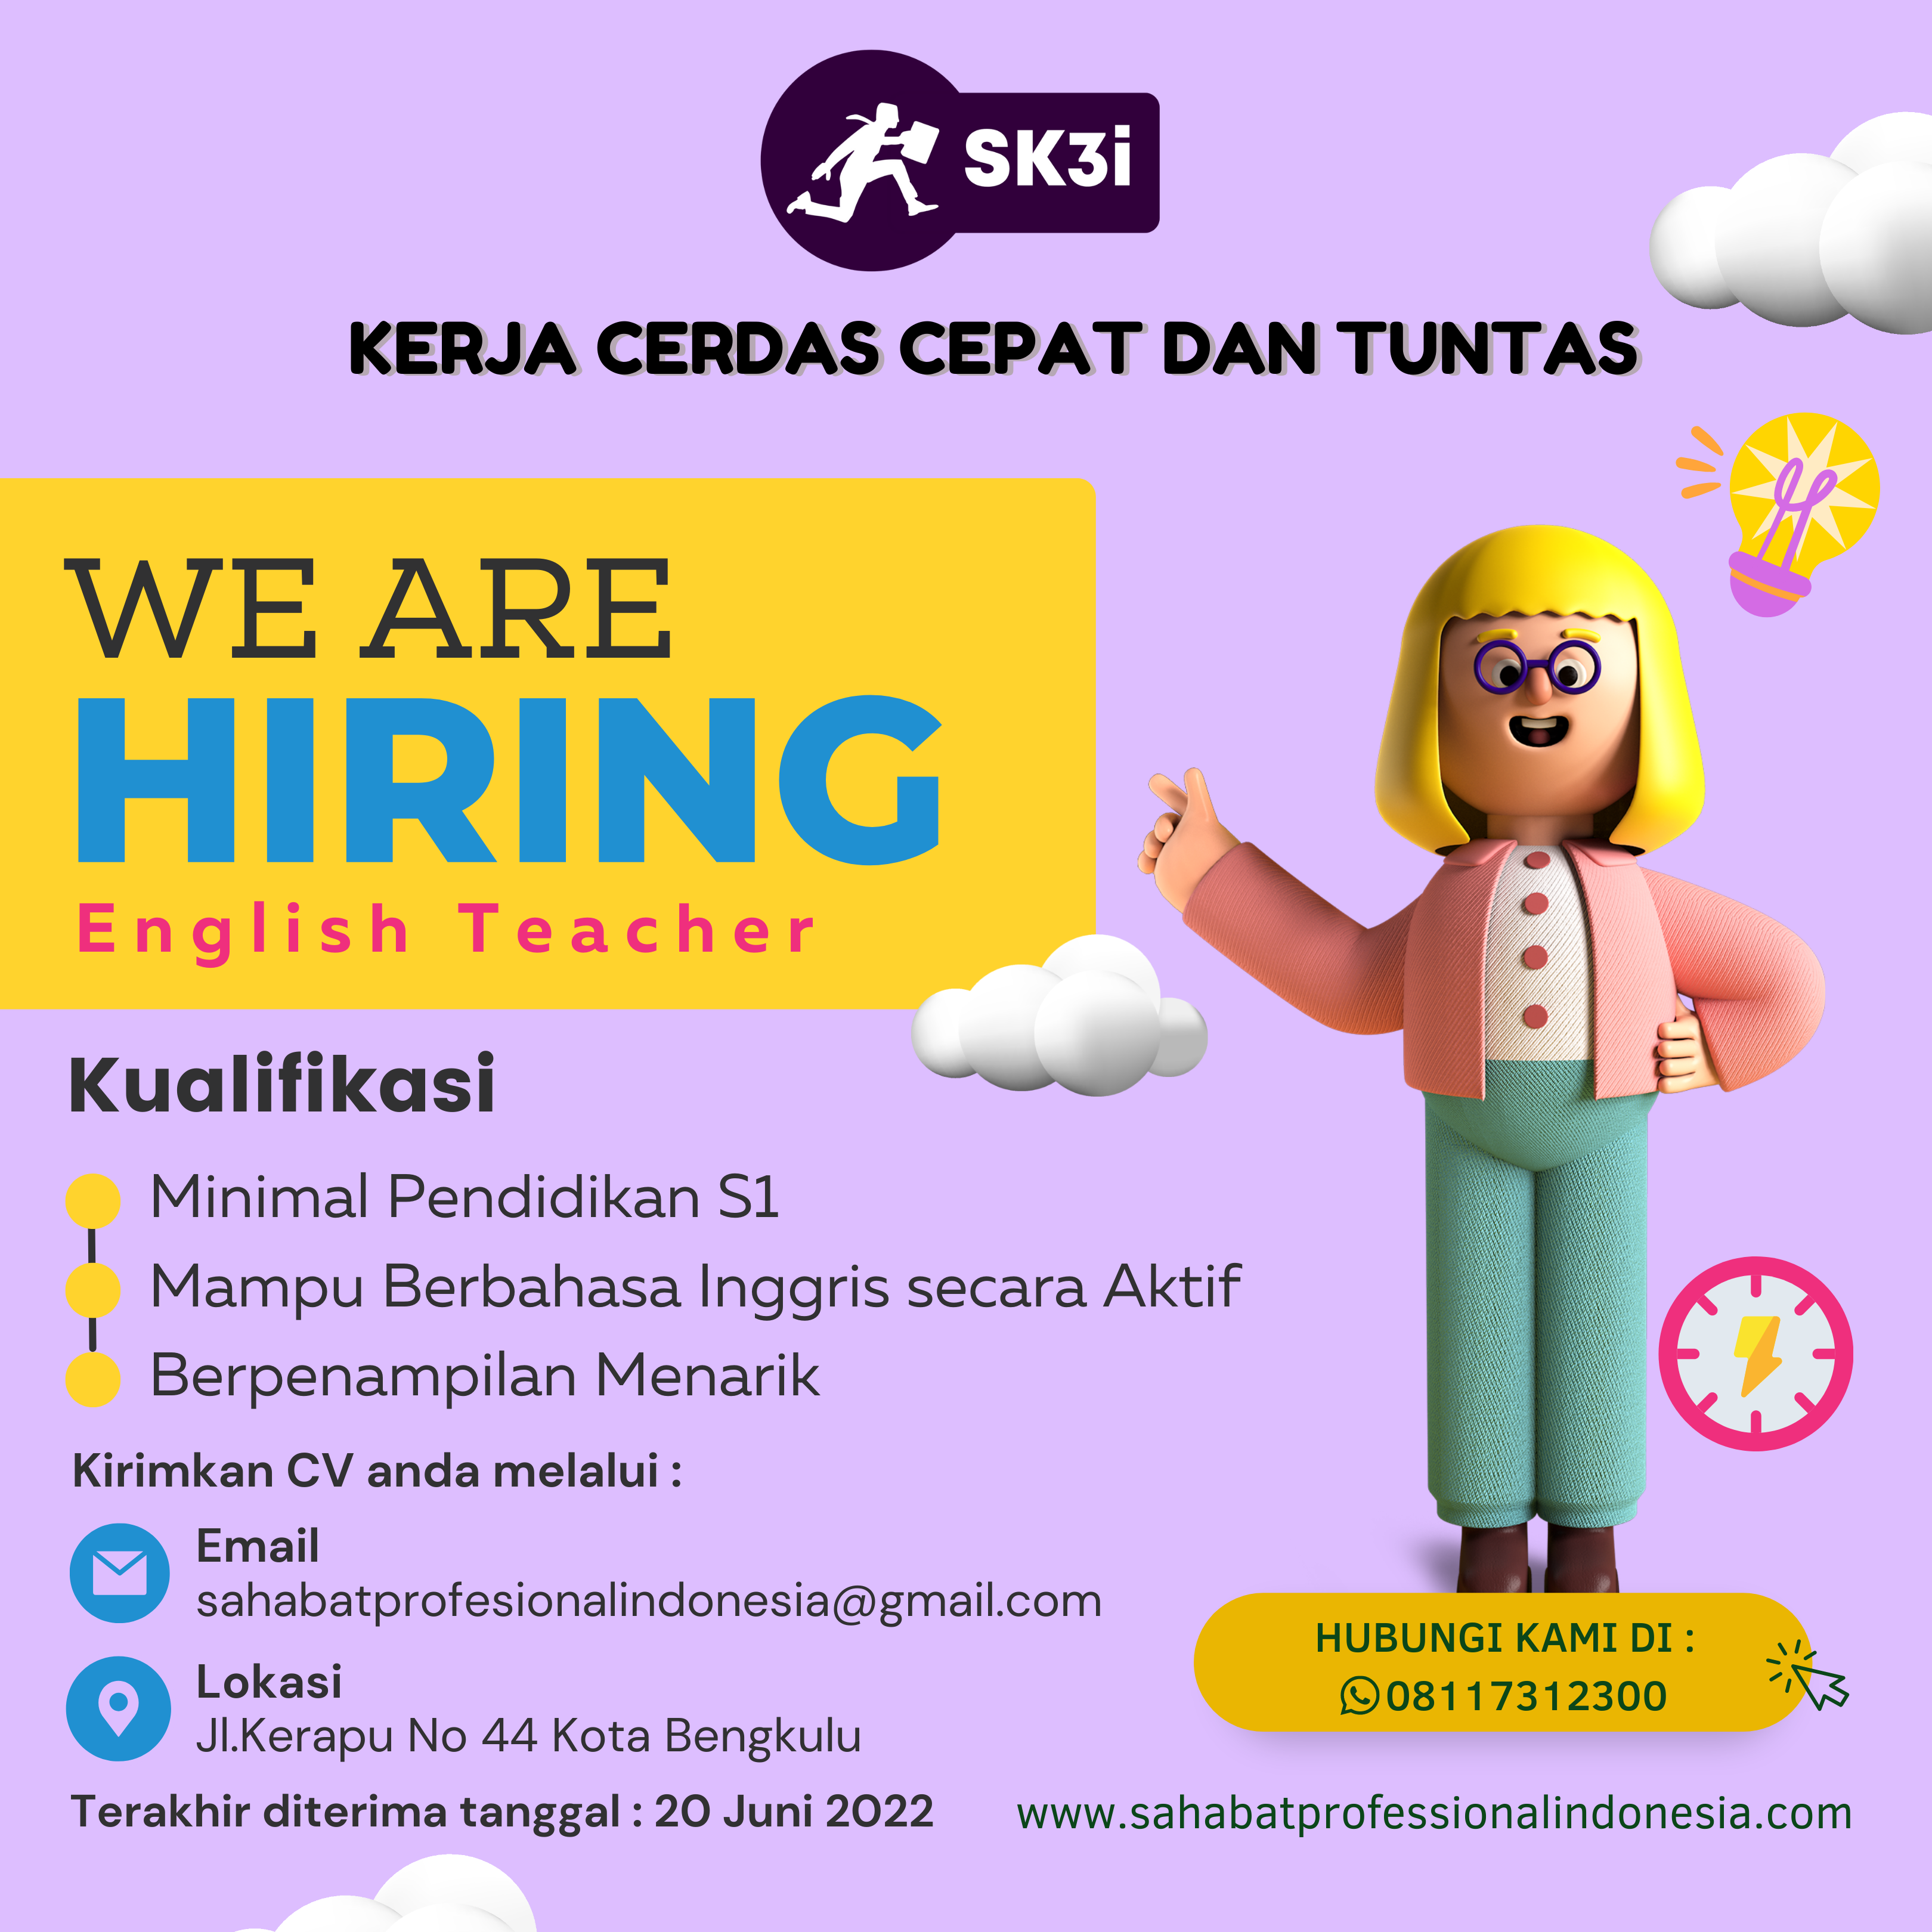 SK3i
KERJA CERDAS CEPAT DAN TUNTAS
WE ARE
HIRING
English Teacher
Kualifikasi
Minimal Pendidikan S1
Mampu Berbahasa Inggris secara Aktif
Berpenampilan Menarik
Kirimkan CV anda melalui :
Email
sahabatprofesionalindonesia@gmail.com
Lokasi
Jl.Kerapu No 44 Kota Bengkulu
Terakhir diterima tanggal : 20 Juni 2022
HUBUNGI KAMI DI :
08117312300
www.sahabatprofessionalindonesia.com